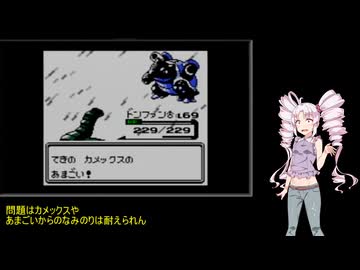 ドンファン♂ L69
229/229
てきの カメックスの
あまごい!
問題はカメックスや
あまごいからのなみのりは耐えられん